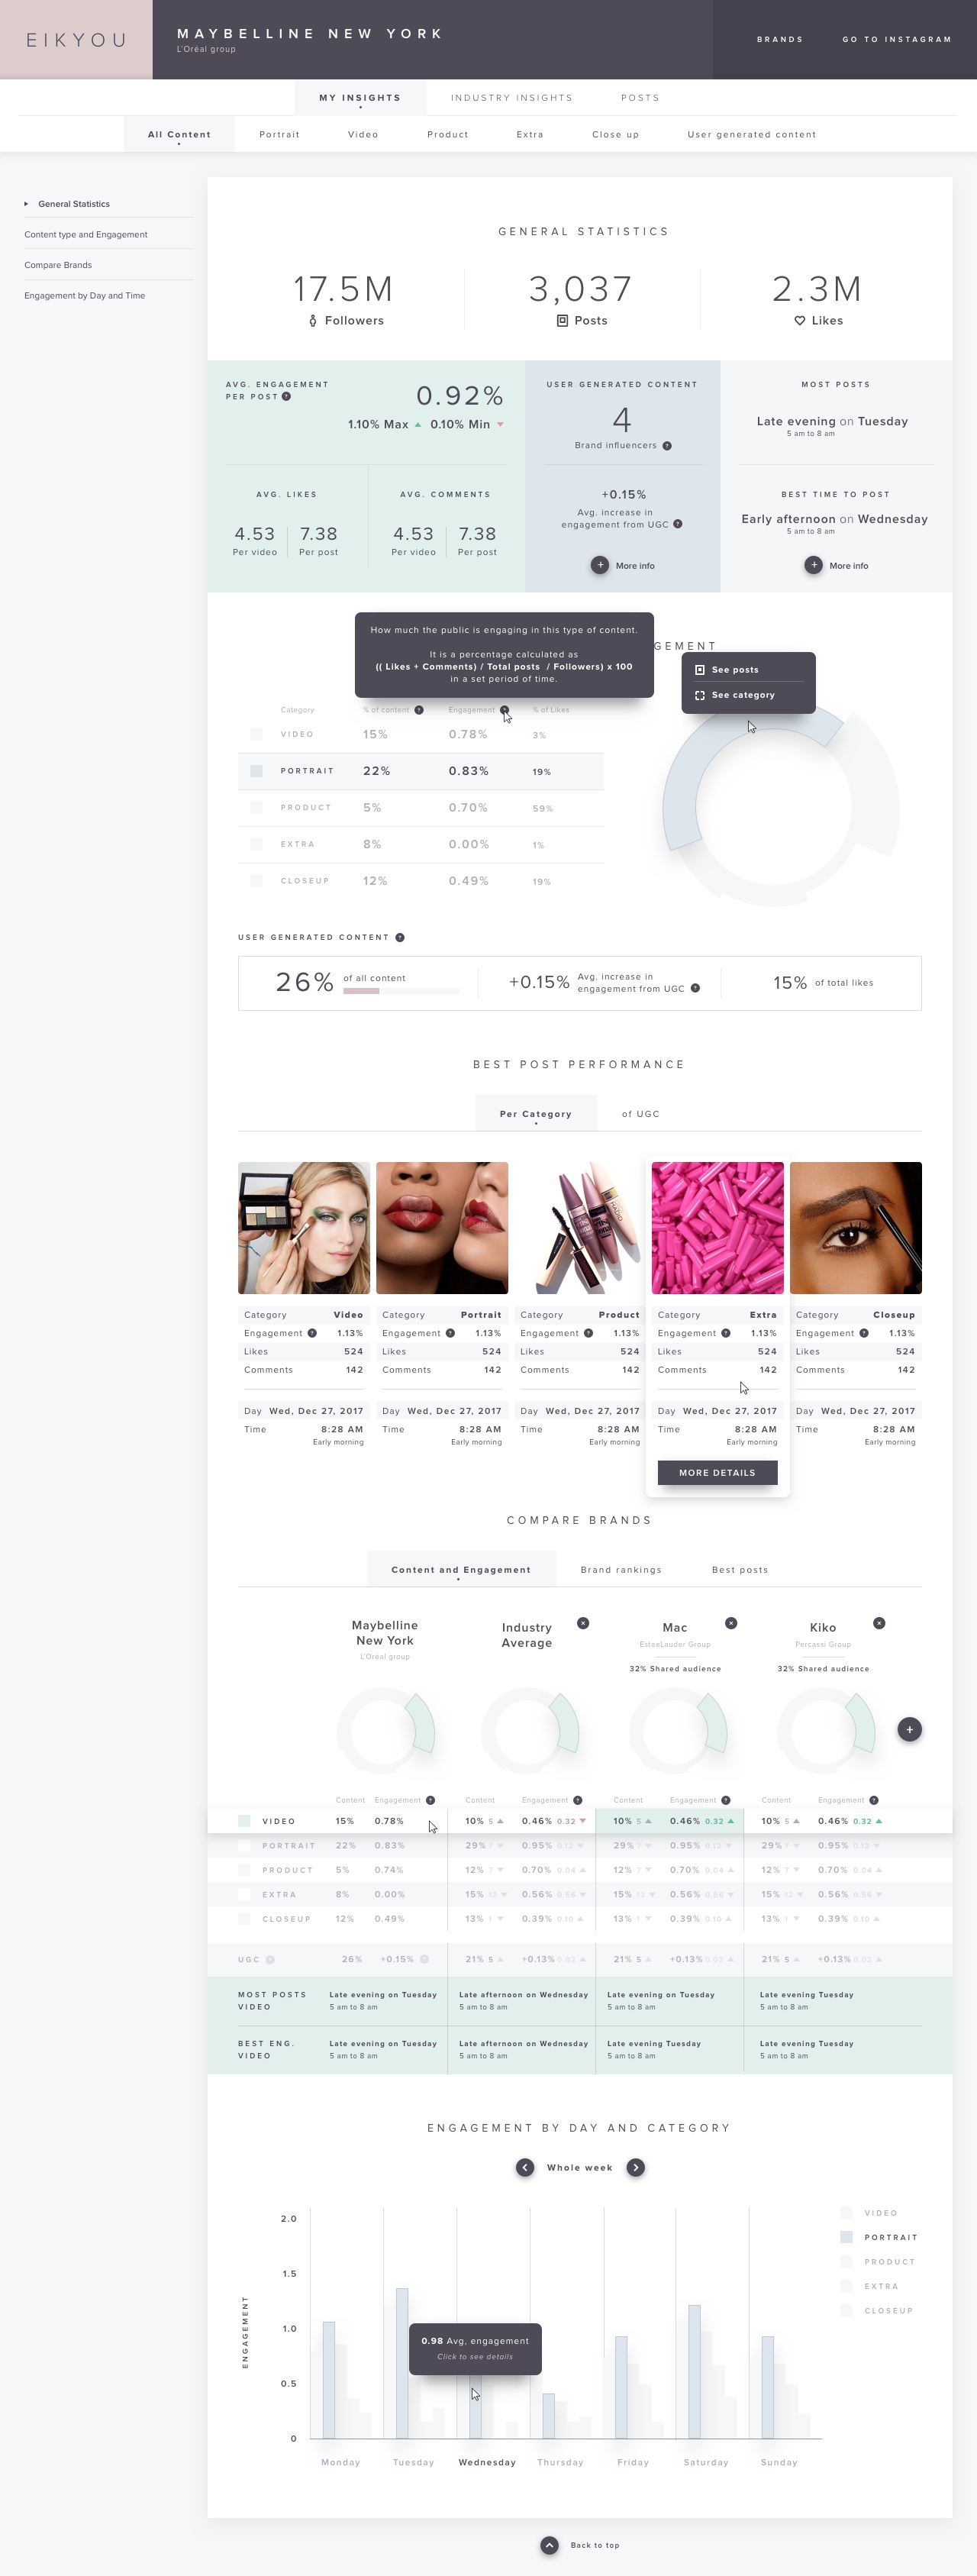 EIKYOU
MAYBELLINE NEW YORK
L'Oréal group
BRANDS
GO TO INSTAGRAM
MY INSIGHTS
INDUSTRY INSIGHTS
POSTS
All Content
Portrait
Video
Product
Extra
Close up
User generated content
General Statistics
Content type and Engagement
Compare Brands
Engagement by Day and Time
GENERAL STATISTICS
17.5M
Followers
3,037
Posts
2.3M
Likes
AVG. ENGAGEMENT
PER POST ?
0.92%
1.10% Max 0.10% Min
AVG. LIKES
4.53
Per video
7.38
Per post
AVG. COMMENTS
4.53
Per video
7.38
Per post
USER GENERATED CONTENT
4
Brand influencers ?
+0.15%
Avg. increase in
engagement from UGC ?
+ More info
MOST POSTS
Late evening on Tuesday
5 am to 8 am
BEST TIME TO POST
Early afternoon on Wednesday
5 am to 8 am
+ More info
GEMENT
How much the public is engaging in this type of content.
It is a percentage calculated as
(( Likes + Comments) / Total posts / Followers) x 100
in a set period of time.
See posts
See category
Category % of content ? Engagement % of Likes
VIDEO 15% 0.78% 3%
PORTRAIT 22% 0.83% 19%
PRODUCT 5% 0.70% 59%
EXTRA 8% 0.00% 1%
CLOSEUP 12% 0.49% 19%
USER GENERATED CONTENT ?
26% of all content
+0.15% Avg. increase in
engagement from UGC ?
15% of total likes
BEST POST PERFORMANCE
Per Category
of UGC
Category Video
Engagement ? 1.13%
Likes 524
Comments 142
Day Wed, Dec 27, 2017
Time 8:28 AM
Early morning
Category Portrait
Engagement ? 1.13%
Likes 524
Comments 142
Day Wed, Dec 27, 2017
Time 8:28 AM
Early morning
Category Product
Engagement ? 1.13%
Likes 524
Comments 142
Day Wed, Dec 27, 2017
Time 8:28 AM
Early morning
Category Extra
Engagement ? 1.13%
Likes 524
Comments 142
Day Wed, Dec 27, 2017
Time 8:28 AM
Early morning
MORE DETAILS
Category Closeup
Engagement ? 1.13%
Likes 524
Comments 142
Day Wed, Dec 27, 2017
Time 8:28 AM
Early morning
COMPARE BRANDS
Content and Engagement
Brand rankings
Best posts
Maybelline
New York
L'Oréal group
Industry
Average
Mac
EsteeLauder Group
32% Shared audience
Kiko
Percassi Group
32% Shared audience
Content Engagement ? Content Engagement ? Content Engagement ? Content Engagement ?
VIDEO 15% 0.78% 10% 5 0.46% 0.32 10% 5 0.46% 0.32 10% 5 0.46% 0.32
PORTRAIT 22% 0.83% 29% 7 0.95% 0.12 29% 7 0.95% 0.12 29% 7 0.95% 0.12
PRODUCT 5% 0.74% 12% 7 0.70% 0.04 12% 7 0.70% 0.04 12% 7 0.70% 0.04
EXTRA 8% 0.00% 15% 12 0.56% 0.56 15% 12 0.56% 0.56 15% 12 0.56% 0.56
CLOSEUP 12% 0.49% 13% 1 0.39% 0.10 13% 1 0.39% 0.10 13% 1 0.39% 0.10
UGC ? 26% +0.15% ? 21% 5 +0.13% 0.02 21% 5 +0.13% 0.02 21% 5 +0.13% 0.02
MOST POSTS
VIDEO
Late evening on Tuesday
5 am to 8 am
Late afternoon on Wednesday
5 am to 8 am
Late evening on Tuesday
5 am to 8 am
Late evening Tuesday
5 am to 8 am
BEST ENG.
VIDEO
Late evening on Tuesday
5 am to 8 am
Late afternoon on Wednesday
5 am to 8 am
Late evening Tuesday
5 am to 8 am
Late evening Tuesday
5 am to 8 am
ENGAGEMENT BY DAY AND CATEGORY
Whole week
2.0
1.5
1.0
0.5
0
ENGAGEMENT
0.98 Avg, engagement
Click to see details
Monday
Tuesday
Wednesday
Thursday
Friday
Saturday
Sunday
VIDEO
PORTRAIT
PRODUCT
EXTRA
CLOSEUP
Back to top